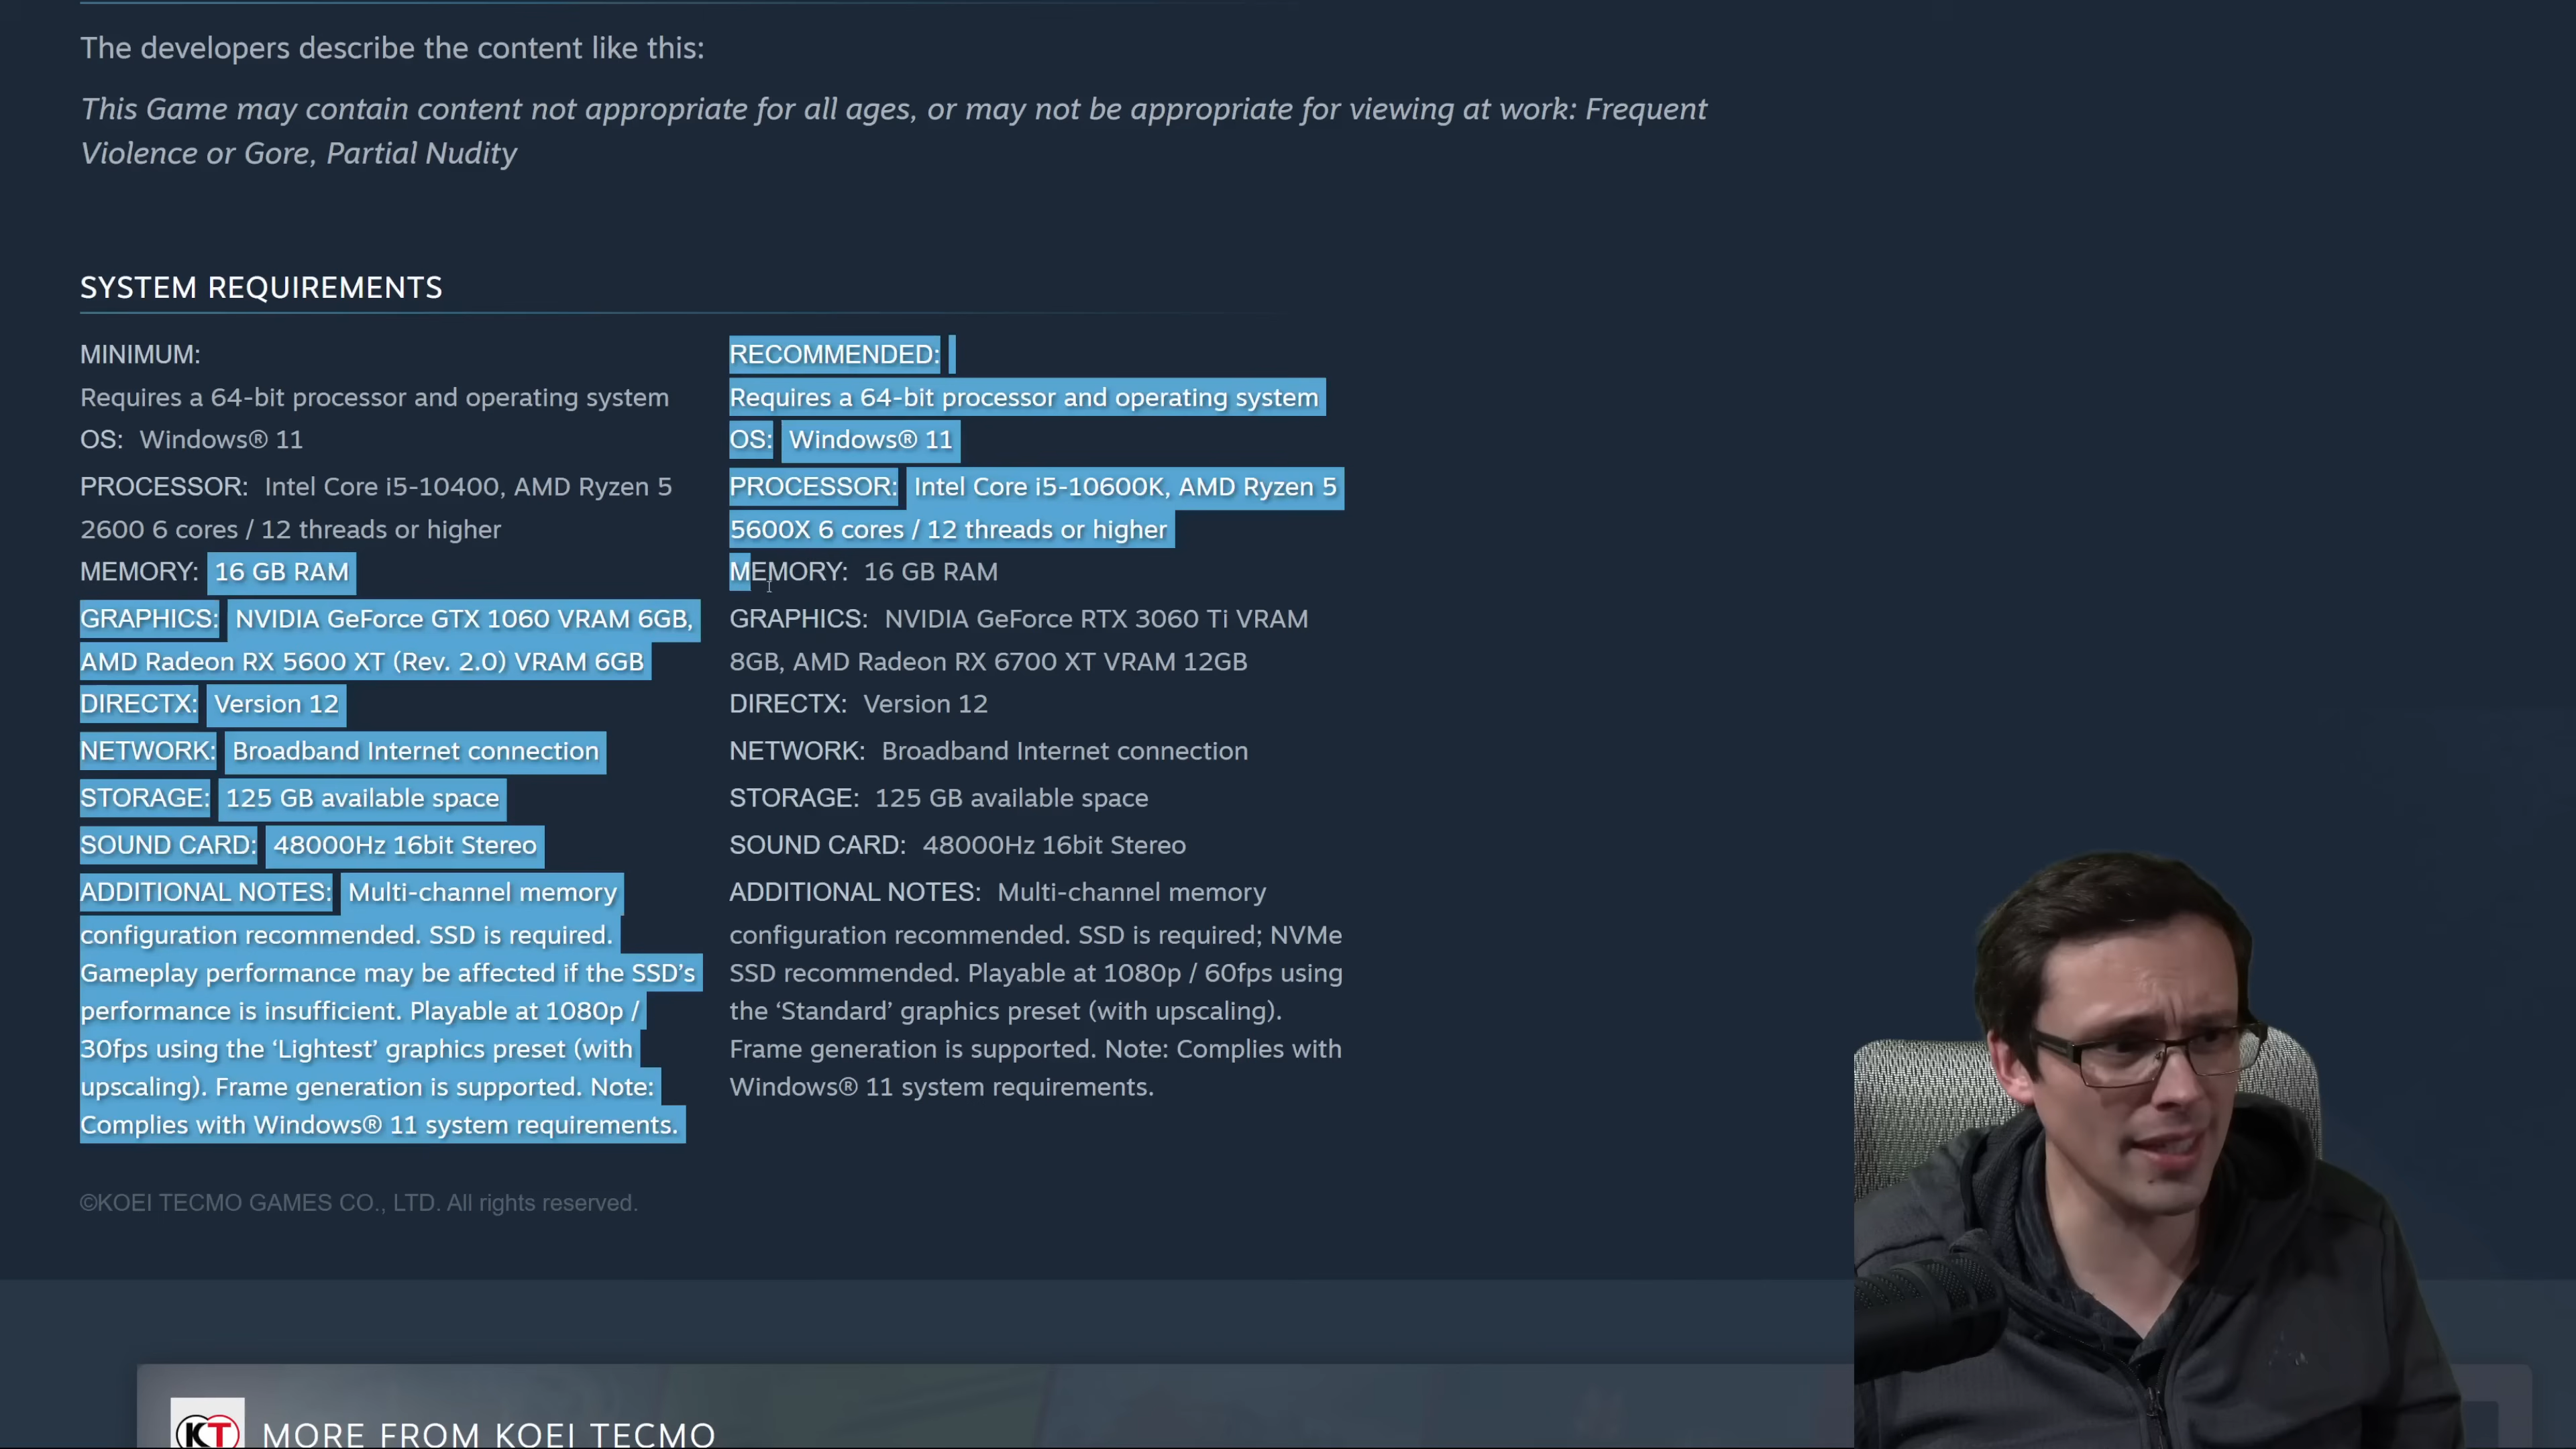 The developers describe the content like this:
This Game may contain content not appropriate for all ages, or may not be appropriate for viewing at work: Frequent
Violence or Gore, Partial Nudity
SYSTEM REQUIREMENTS
MINIMUM:
Requires a 64-bit processor and operating system
OS: Windows® 11
PROCESSOR: Intel Core i5-10400, AMD Ryzen 5
2600 6 cores / 12 threads or higher
MEMORY: 16 GB RAM
GRAPHICS: NVIDIA GeForce GTX 1060 VRAM 6GB,
AMD Radeon RX 5600 XT (Rev. 2.0) VRAM 6GB
DIRECTX: Version 12
NETWORK: Broadband Internet connection
STORAGE: 125 GB available space
SOUND CARD: 48000Hz 16bit Stereo
ADDITIONAL NOTES: Multi-channel memory
configuration recommended. SSD is required.
Gameplay performance may be affected if the SSD's
performance is insufficient. Playable at 1080p /
30fps using the ‘Lightest’ graphics preset (with
upscaling). Frame generation is supported. Note:
Complies with Windows® 11 system requirements.
RECOMMENDED:
Requires a 64-bit processor and operating system
OS: Windows® 11
PROCESSOR: Intel Core i5-10600K, AMD Ryzen 5
5600X 6 cores / 12 threads or higher
MEMORY: 16 GB RAM
GRAPHICS: NVIDIA GeForce RTX 3060 Ti VRAM
8GB, AMD Radeon RX 6700 XT VRAM 12GB
DIRECTX: Version 12
NETWORK: Broadband Internet connection
STORAGE: 125 GB available space
SOUND CARD: 48000Hz 16bit Stereo
ADDITIONAL NOTES: Multi-channel memory
configuration recommended. SSD is required; NVMe
SSD recommended. Playable at 1080p / 60fps using
the ‘Standard’ graphics preset (with upscaling).
Frame generation is supported. Note: Complies with
Windows® 11 system requirements.
©KOEI TECMO GAMES CO., LTD. All rights reserved.
KT MORE FROM KOEI TECMO